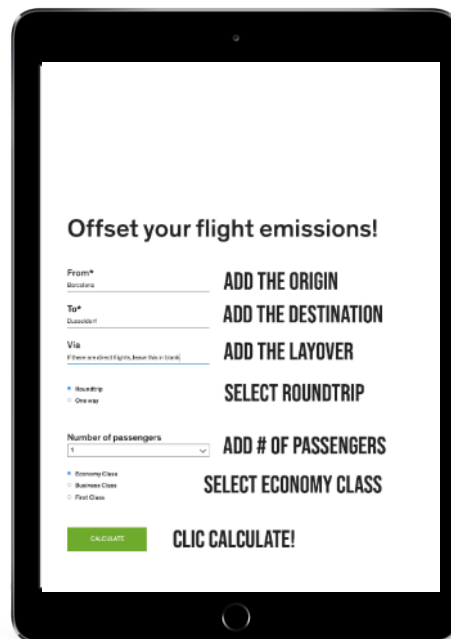 Offset your flight emissions!
From*
Barcelona
ADD THE ORIGIN
To*
Dusseldorf
ADD THE DESTINATION
Via
If there are direct flights, leave this in blank
ADD THE LAYOVER
Roundtrip
One way
SELECT ROUNDTRIP
Number of passengers
1
ADD # OF PASSENGERS
Economy Class
Business Class
First Class
SELECT ECONOMY CLASS
CALCULATE
CLIC CALCULATE!